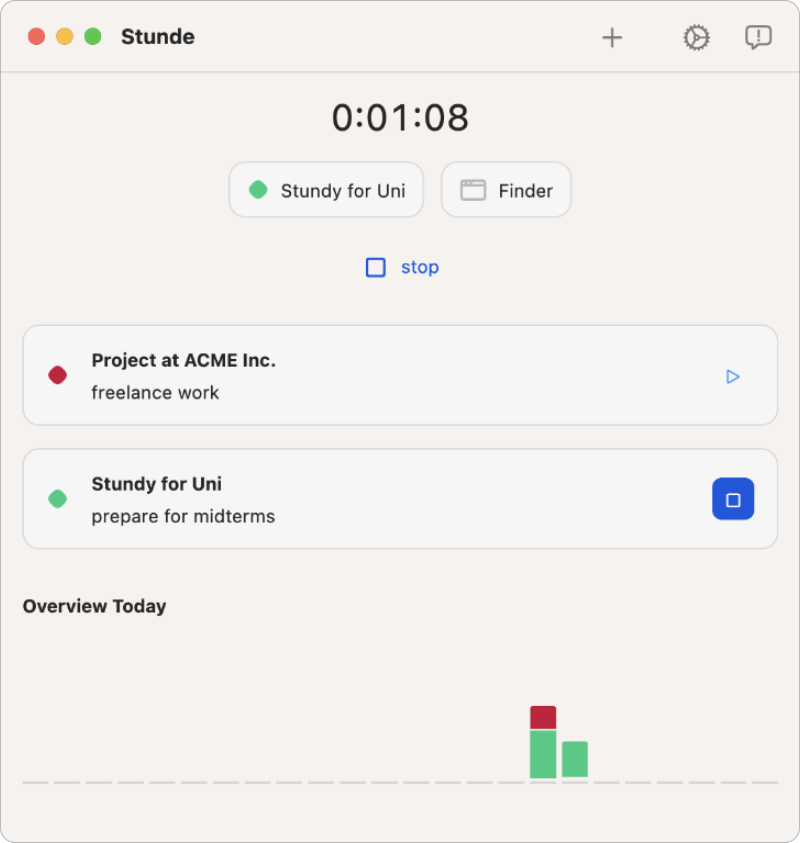 Stunde
0:01:08
Stundy for Uni
Finder
stop
Project at ACME Inc.
freelance work
Stundy for Uni
prepare for midterms
Overview Today